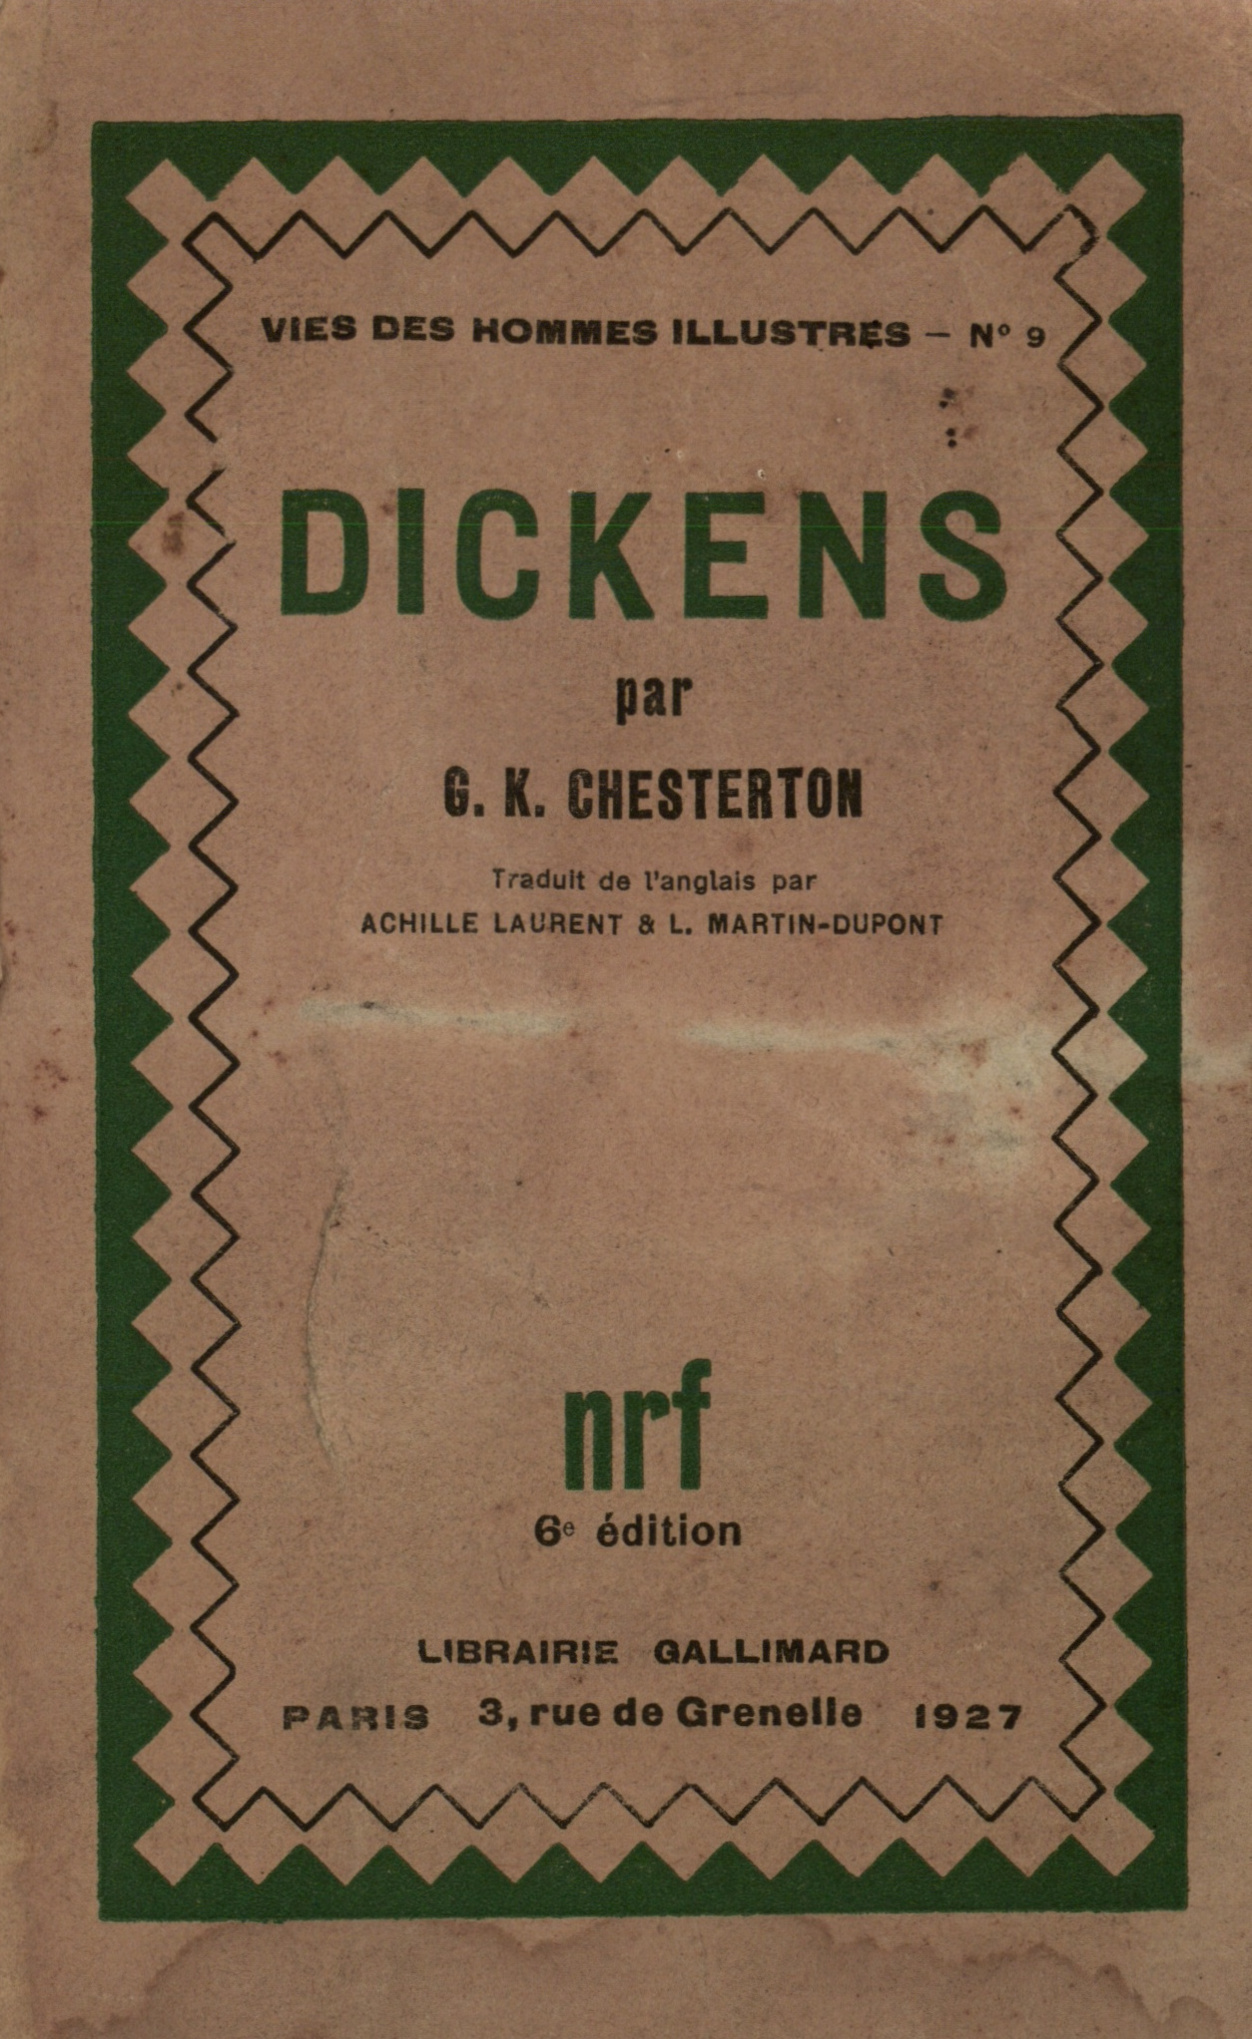 VIES DES HOMMES ILLUSTRES — Nº 9
DICKENS
par
G. K. CHESTERTON
Traduit de l'anglais par
ACHILLE LAURENT & L. MARTIN-DUPONT
nrf
6e édition
LIBRAIRIE GALLIMARD
PARIS 3, rue de Grenelle 1927